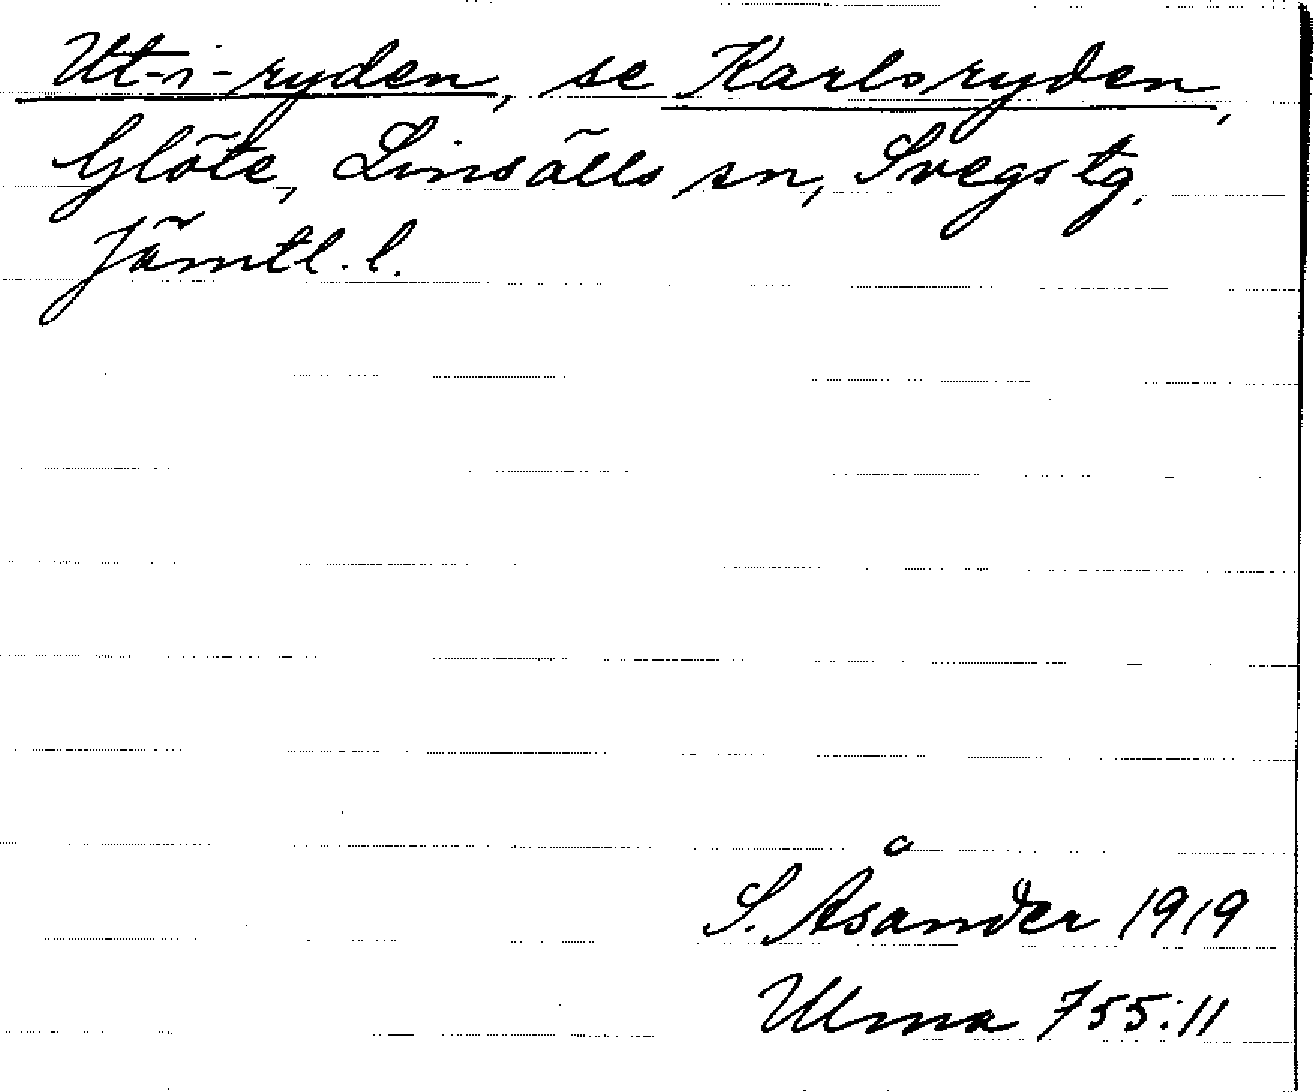 Ut-i-ryden, se Karlsryden,
Glöte, Linsälls sn, Svegs tg.
Jämtl. l.
S. Åsander 1919
Ulma 755:11